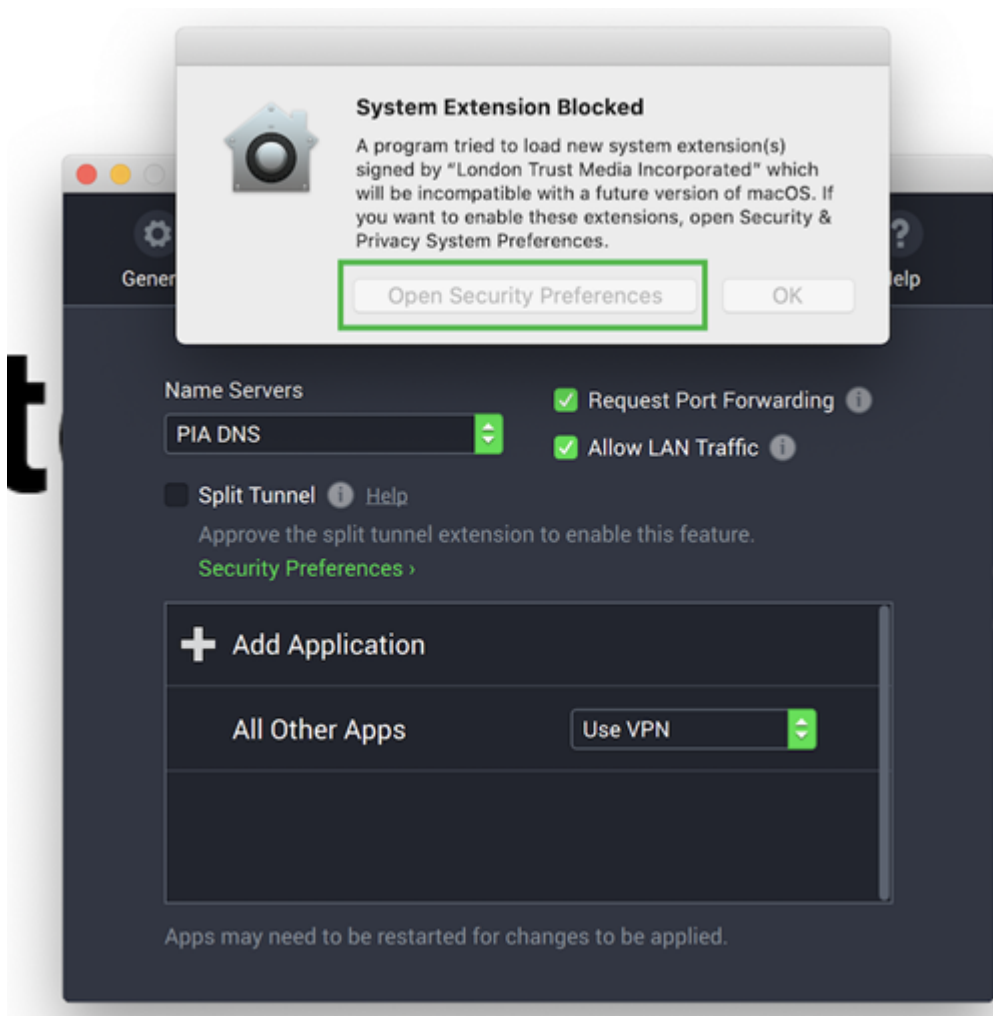 System Extension Blocked
A program tried to load new system extension(s)
signed by “London Trust Media Incorporated” which
will be incompatible with a future version of macOS. If
you want to enable these extensions, open Security &
Privacy System Preferences.
Open Security Preferences
OK
Name Servers
PIA DNS
Request Port Forwarding
Allow LAN Traffic
Split Tunnel Help
Approve the split tunnel extension to enable this feature.
Security Preferences ›
Add Application
All Other Apps
Use VPN
Apps may need to be restarted for changes to be applied.